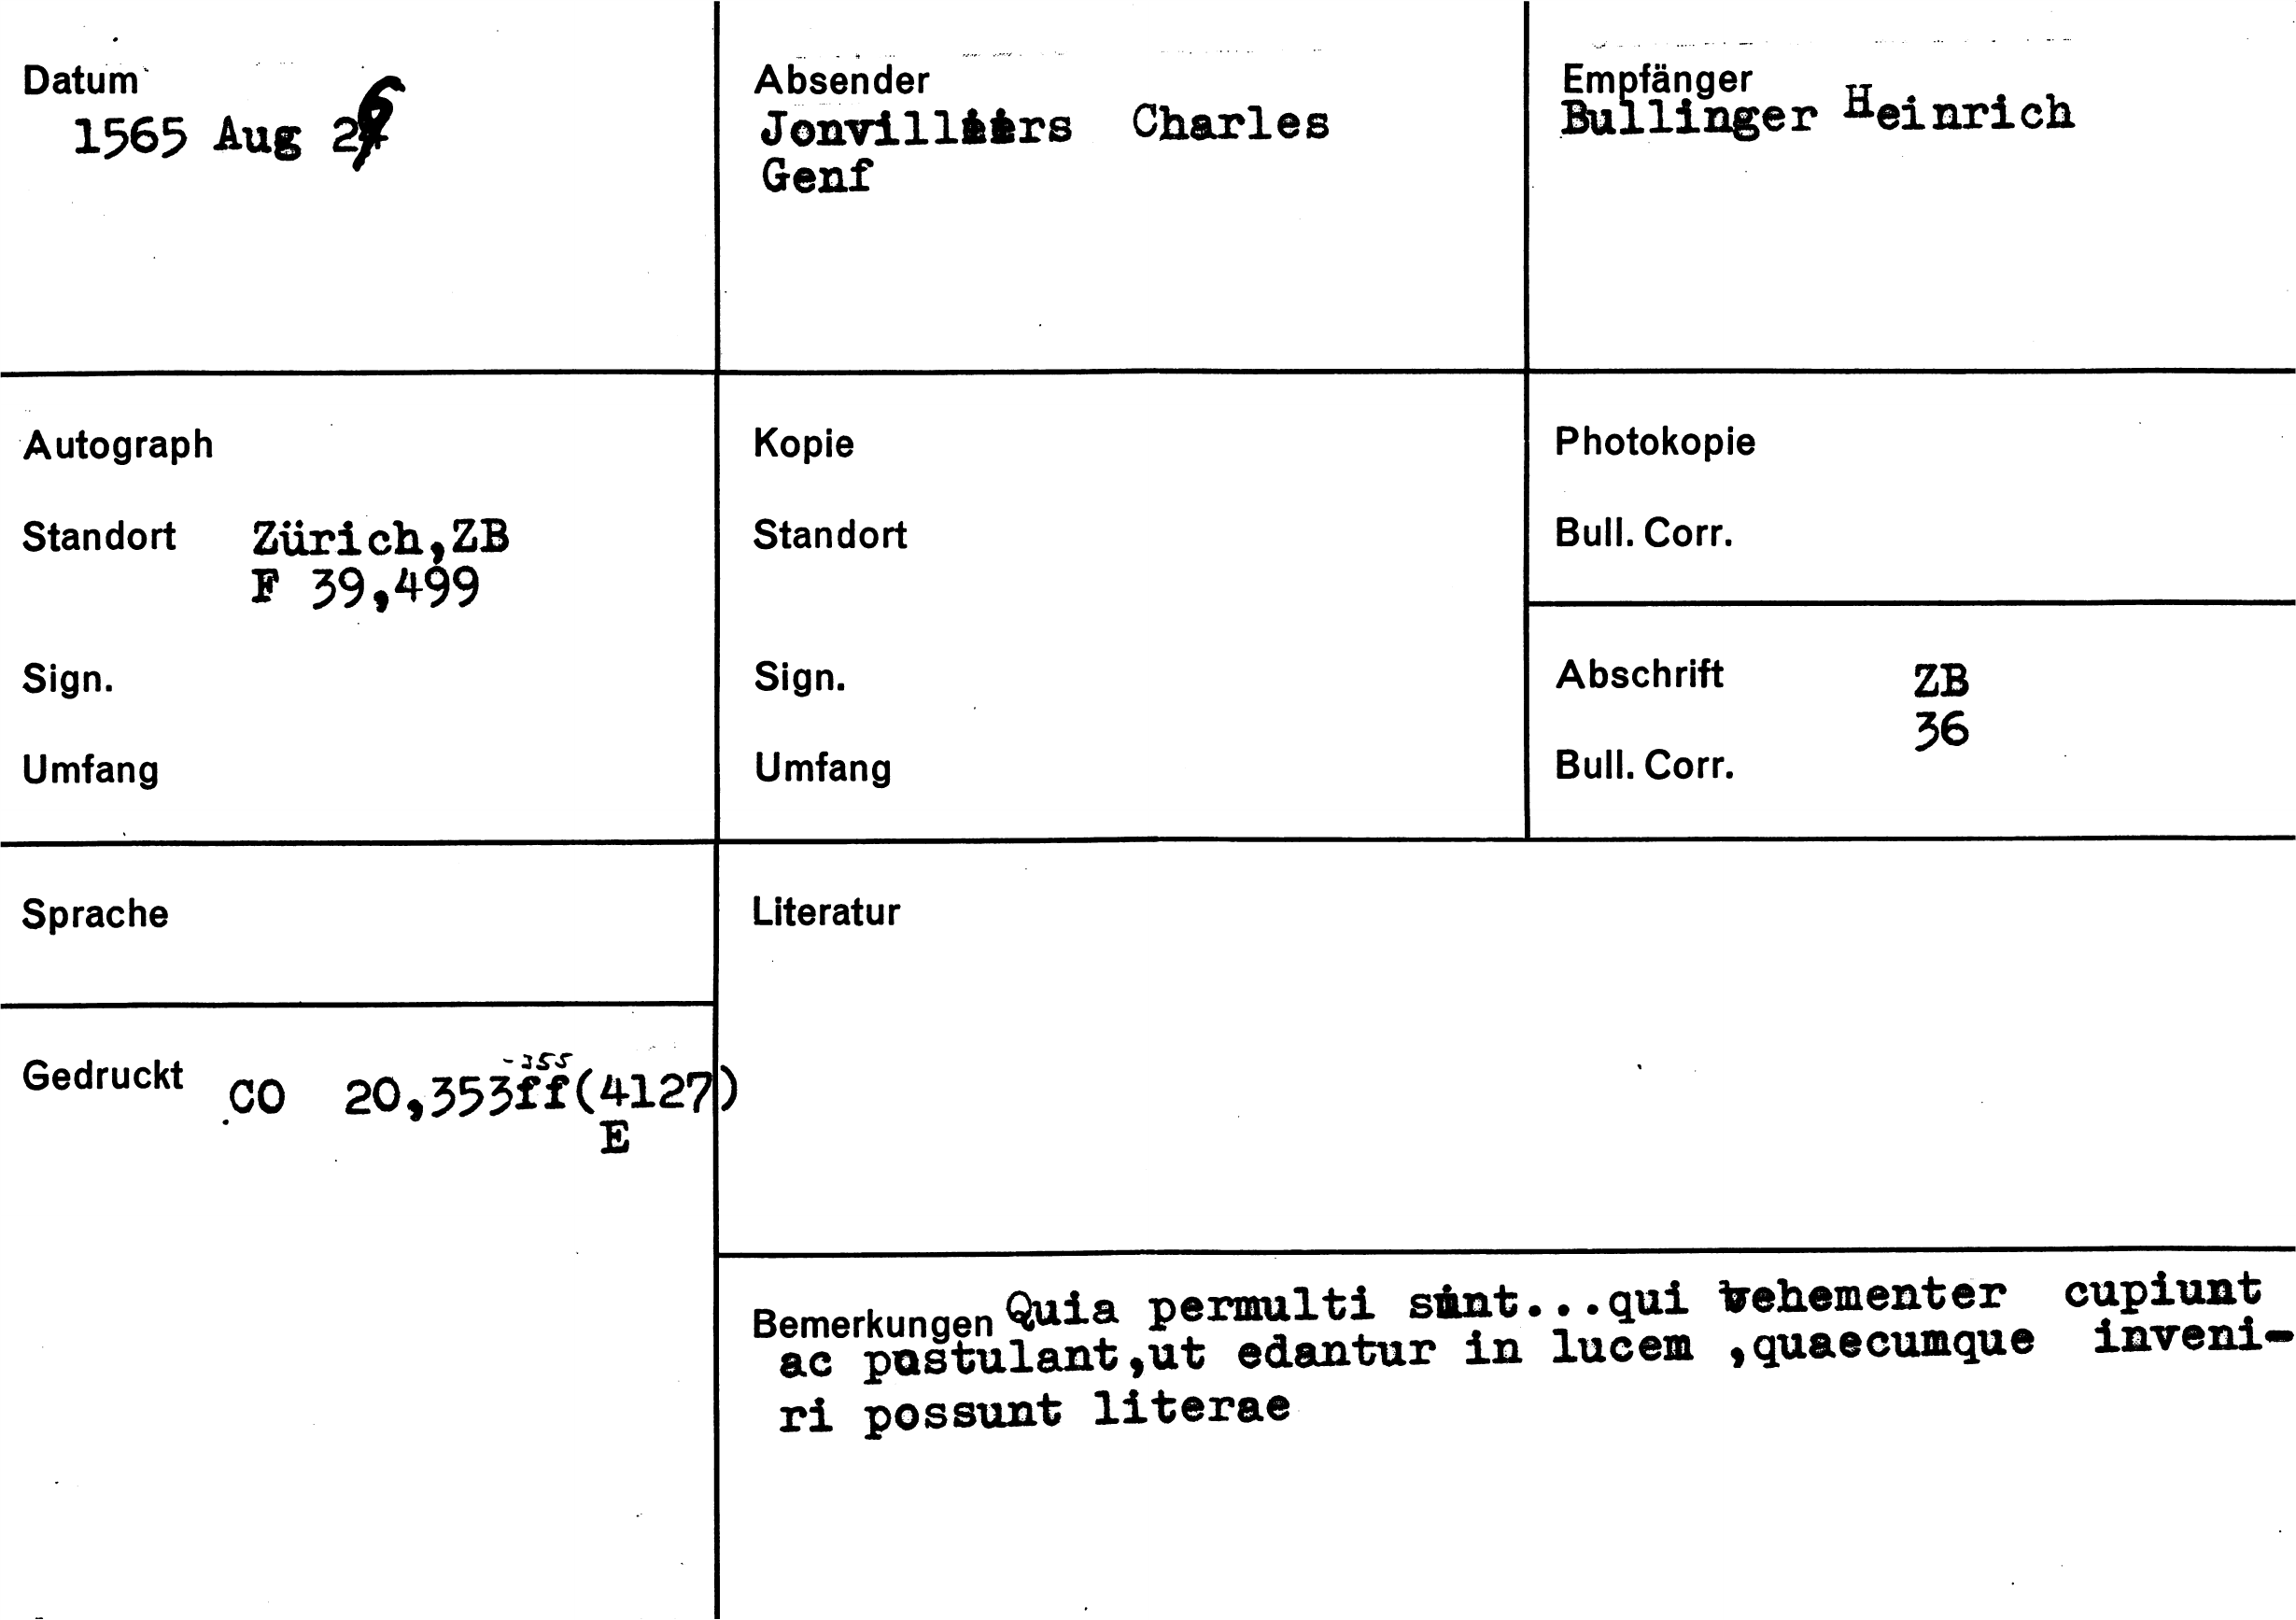 Datum
1565 Aug 26
Absender
Jonvilliers Charles
Genf
Empfänger
Bullinger Heinrich
Autograph
Standort Zürich,ZB
F 39,499
Sign.
Umfang
Kopie
Standort
Sign.
Umfang
Photokopie
Bull. Corr.
Abschrift ZB
36
Bull. Corr.
Sprache
Literatur
Gedruckt CO 20,353ff(4127)
-355
E
Bemerkungen Quia permulti sunt...qui vehementer cupiunt
ac postulant,ut edantur in lucem ,quaecumque inveni-
ri possunt literae